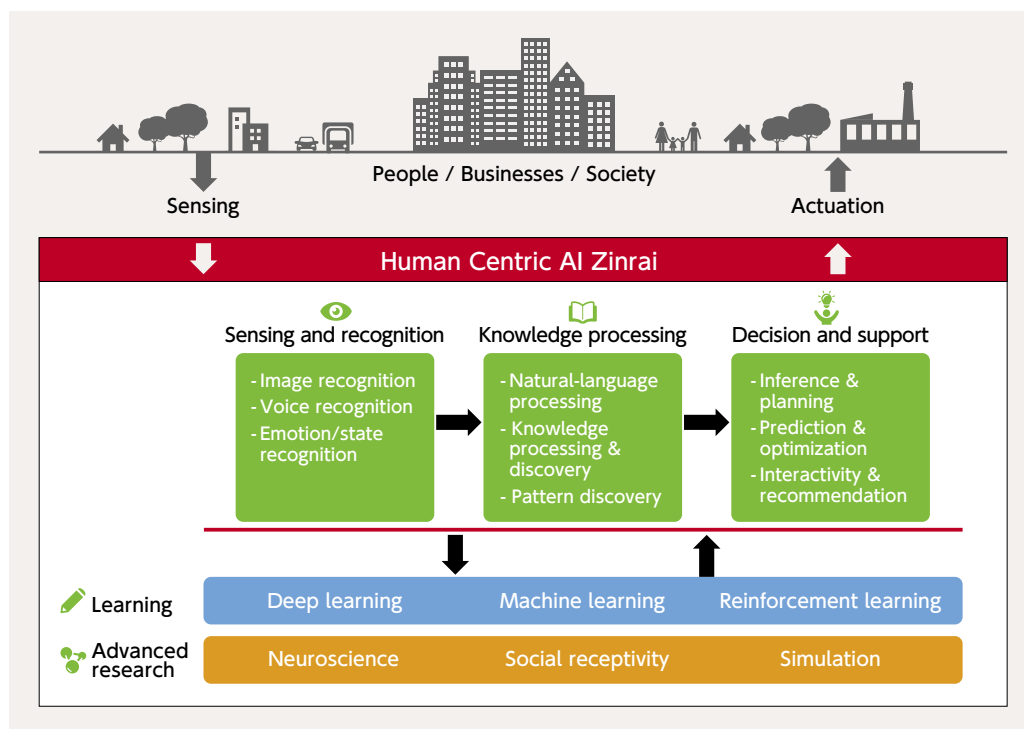 People / Businesses / Society
Sensing
Actuation
Human Centric AI Zinrai
Sensing and recognition
- Image recognition
- Voice recognition
- Emotion/state
recognition
Knowledge processing
- Natural-language
processing
- Knowledge
processing &
discovery
- Pattern discovery
Decision and support
- Inference &
planning
- Prediction &
optimization
- Interactivity &
recommendation
Learning
Deep learning
Machine learning
Reinforcement learning
Advanced
research
Neuroscience
Social receptivity
Simulation